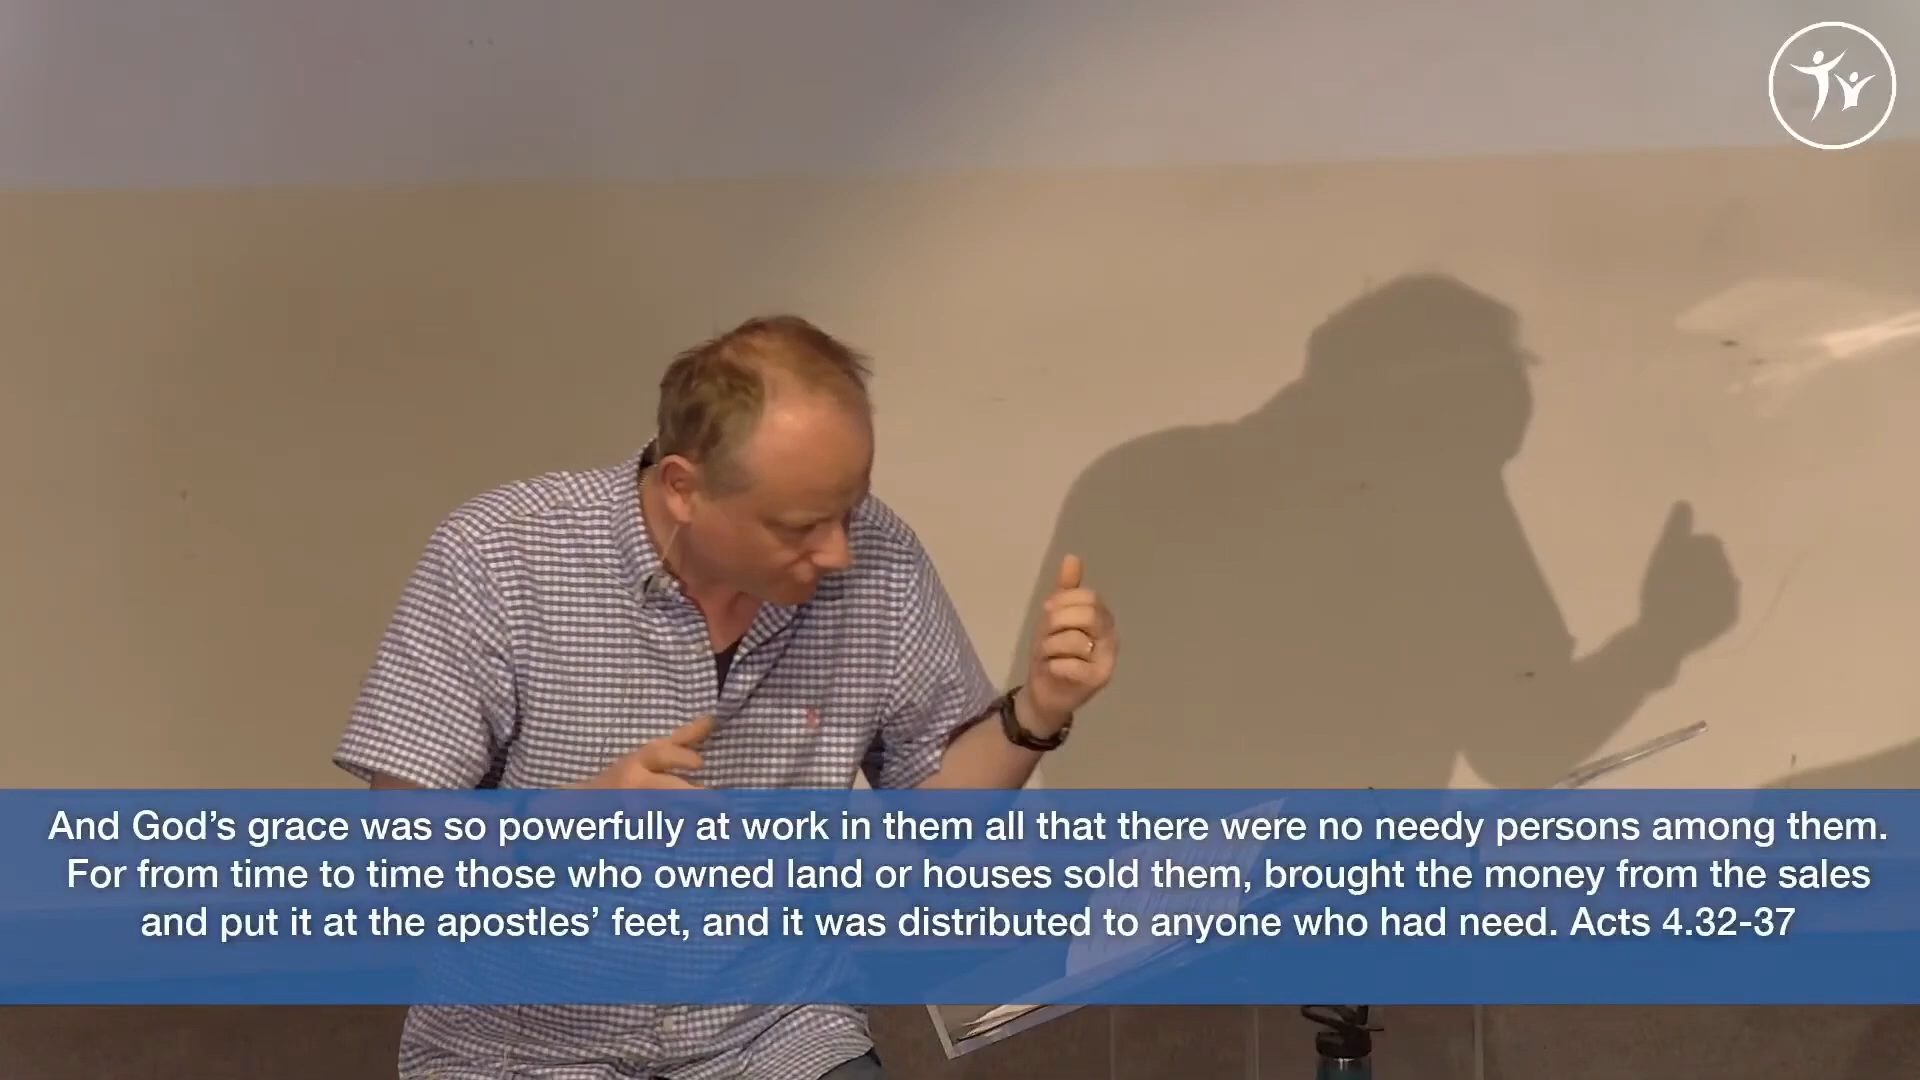 And God’s grace was so powerfully at work in them all that there were no needy persons among them.
For from time to time those who owned land or houses sold them, brought the money from the sales
and put it at the apostles’ feet, and it was distributed to anyone who had need. Acts 4.32-37